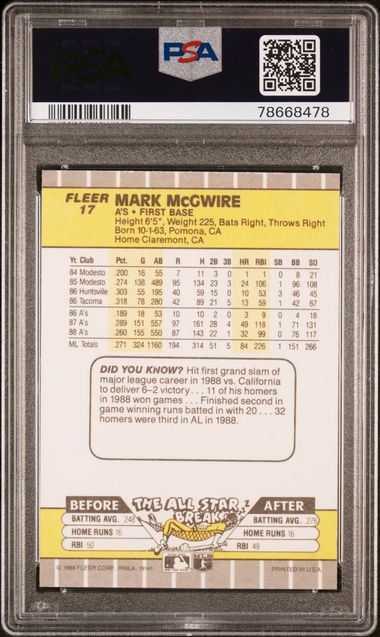 PSA
PSA
78668478
FLEER MARK McGWIRE
17 A'S • FIRST BASE
Height 6'5", Weight 225, Bats Right, Throws Right
Born 10-1-63, Pomona, CA
Home Claremont, CA
Yr. Club Pct. G AB R H 2B 3B HR RBI SB BB SO
84 Modesto .200 16 55 7 11 3 0 1 1 0 8 21
85 Modesto .274 138 489 95 134 23 3 24 106 1 96 108
86 Huntsville .303 55 195 40 59 15 0 10 53 3 46 45
86 Tacoma .318 78 280 42 89 21 5 13 59 1 42 67
86 A's .189 18 53 10 10 2 0 3 9 0 4 18
87 A's .289 151 557 97 161 28 4 49 118 1 71 131
88 A's .260 155 550 87 143 22 1 32 99 0 76 117
ML Totals .271 324 1160 194 314 52 5 84 226 1 151 266
DID YOU KNOW? Hit first grand slam of
major league career in 1988 vs. California
to deliver 6–2 victory . . . 11 of his homers
in 1988 won games . . . Finished second in
game winning runs batted in with 20 . . . 32
homers were third in AL in 1988.
BEFORE THE ALL STAR BREAK AFTER
BATTING AVG. .248 BATTING AVG. .276
HOME RUNS 16 HOME RUNS 16
RBI 50 RBI 49
© 1989 FLEER CORP., PHILA. 19141 PRINTED IN U.S.A.